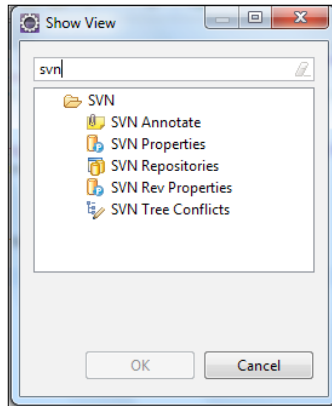 Show View
svn
SVN
SVN Annotate
SVN Properties
SVN Repositories
SVN Rev Properties
SVN Tree Conflicts
OK Cancel